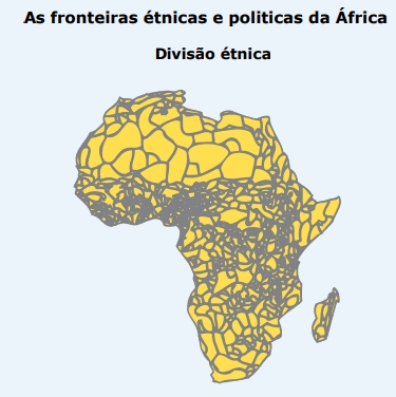 As fronteiras étnicas e politicas da África
Divisão étnica